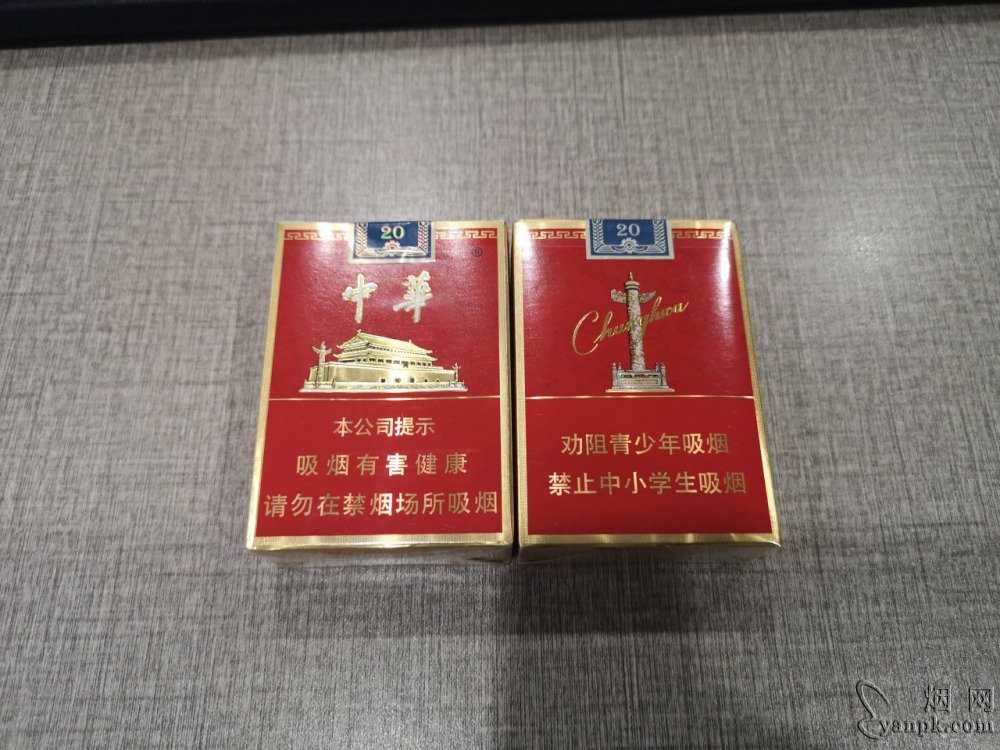 20
®
中華
本公司提示
吸烟有害健康
请勿在禁烟场所吸烟
20
Chunghwa
劝阻青少年吸烟
禁止中小学生吸烟
烟网
yanpk.com